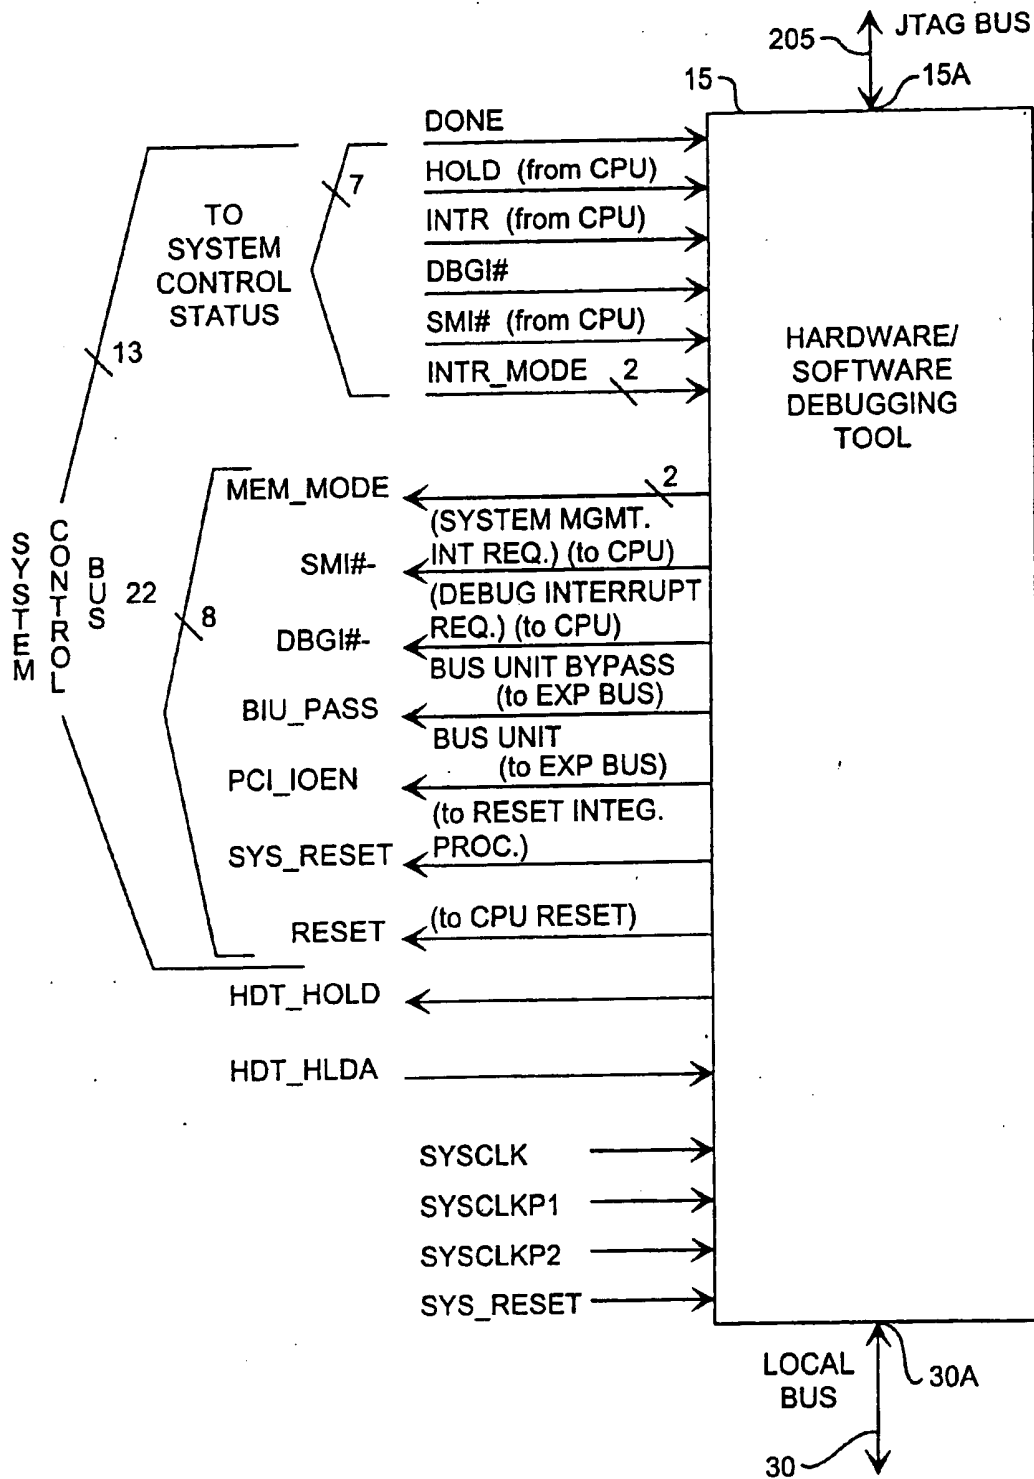 205
JTAG BUS
15
15A
DONE
HOLD (from CPU)
7
INTR (from CPU)
TO
SYSTEM
CONTROL
STATUS
DBGI#
SMI# (from CPU)
13
INTR_MODE
2
HARDWARE/
SOFTWARE
DEBUGGING
TOOL
MEM_MODE
2
(SYSTEM MGMT.
INT REQ.) (to CPU)
SMI#-
(DEBUG INTERRUPT
REQ.) (to CPU)
DBGI#-
SYSTEM
CONTROL
BUS
22
8
BUS UNIT BYPASS
(to EXP BUS)
BIU_PASS
BUS UNIT
(to EXP BUS)
PCI_IOEN
(to RESET INTEG.
PROC.)
SYS_RESET
(to CPU RESET)
RESET
HDT_HOLD
HDT_HLDA
SYSCLK
SYSCLKP1
SYSCLKP2
SYS_RESET
LOCAL
BUS
30A
30